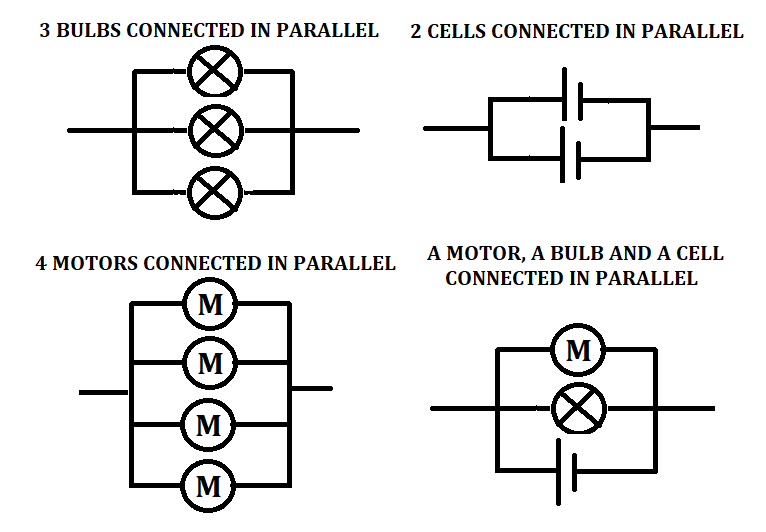 3 BULBS CONNECTED IN PARALLEL
2 CELLS CONNECTED IN PARALLEL
4 MOTORS CONNECTED IN PARALLEL
M
M
M
M
A MOTOR, A BULB AND A CELL
CONNECTED IN PARALLEL
M